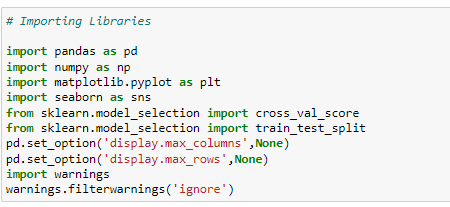 # Importing Libraries
import pandas as pd
import numpy as np
import matplotlib.pyplot as plt
import seaborn as sns
from sklearn.model_selection import cross_val_score
from sklearn.model_selection import train_test_split
pd.set_option('display.max_columns',None)
pd.set_option('display.max_rows',None)
import warnings
warnings.filterwarnings('ignore')